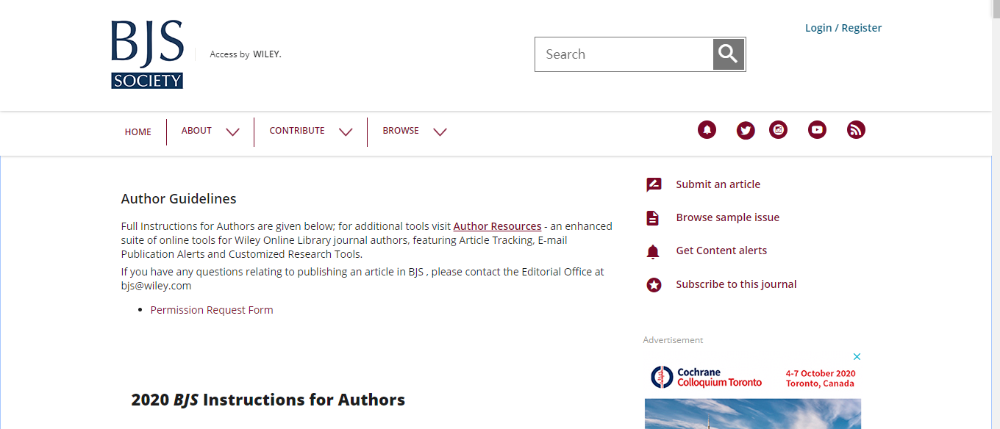 BJS
SOCIETY
Access by WILEY.
Search
Login / Register
HOME
ABOUT
CONTRIBUTE
BROWSE
Author Guidelines
Full Instructions for Authors are given below; for additional tools visit Author Resources - an enhanced
suite of online tools for Wiley Online Library journal authors, featuring Article Tracking, E-mail
Publication Alerts and Customized Research Tools.
If you have any questions relating to publishing an article in BJS , please contact the Editorial Office at
bjs@wiley.com
• Permission Request Form
2020 BJS Instructions for Authors
Submit an article
Browse sample issue
Get Content alerts
Subscribe to this journal
Advertisement
Cochrane
Colloquium Toronto
4-7 October 2020
Toronto, Canada